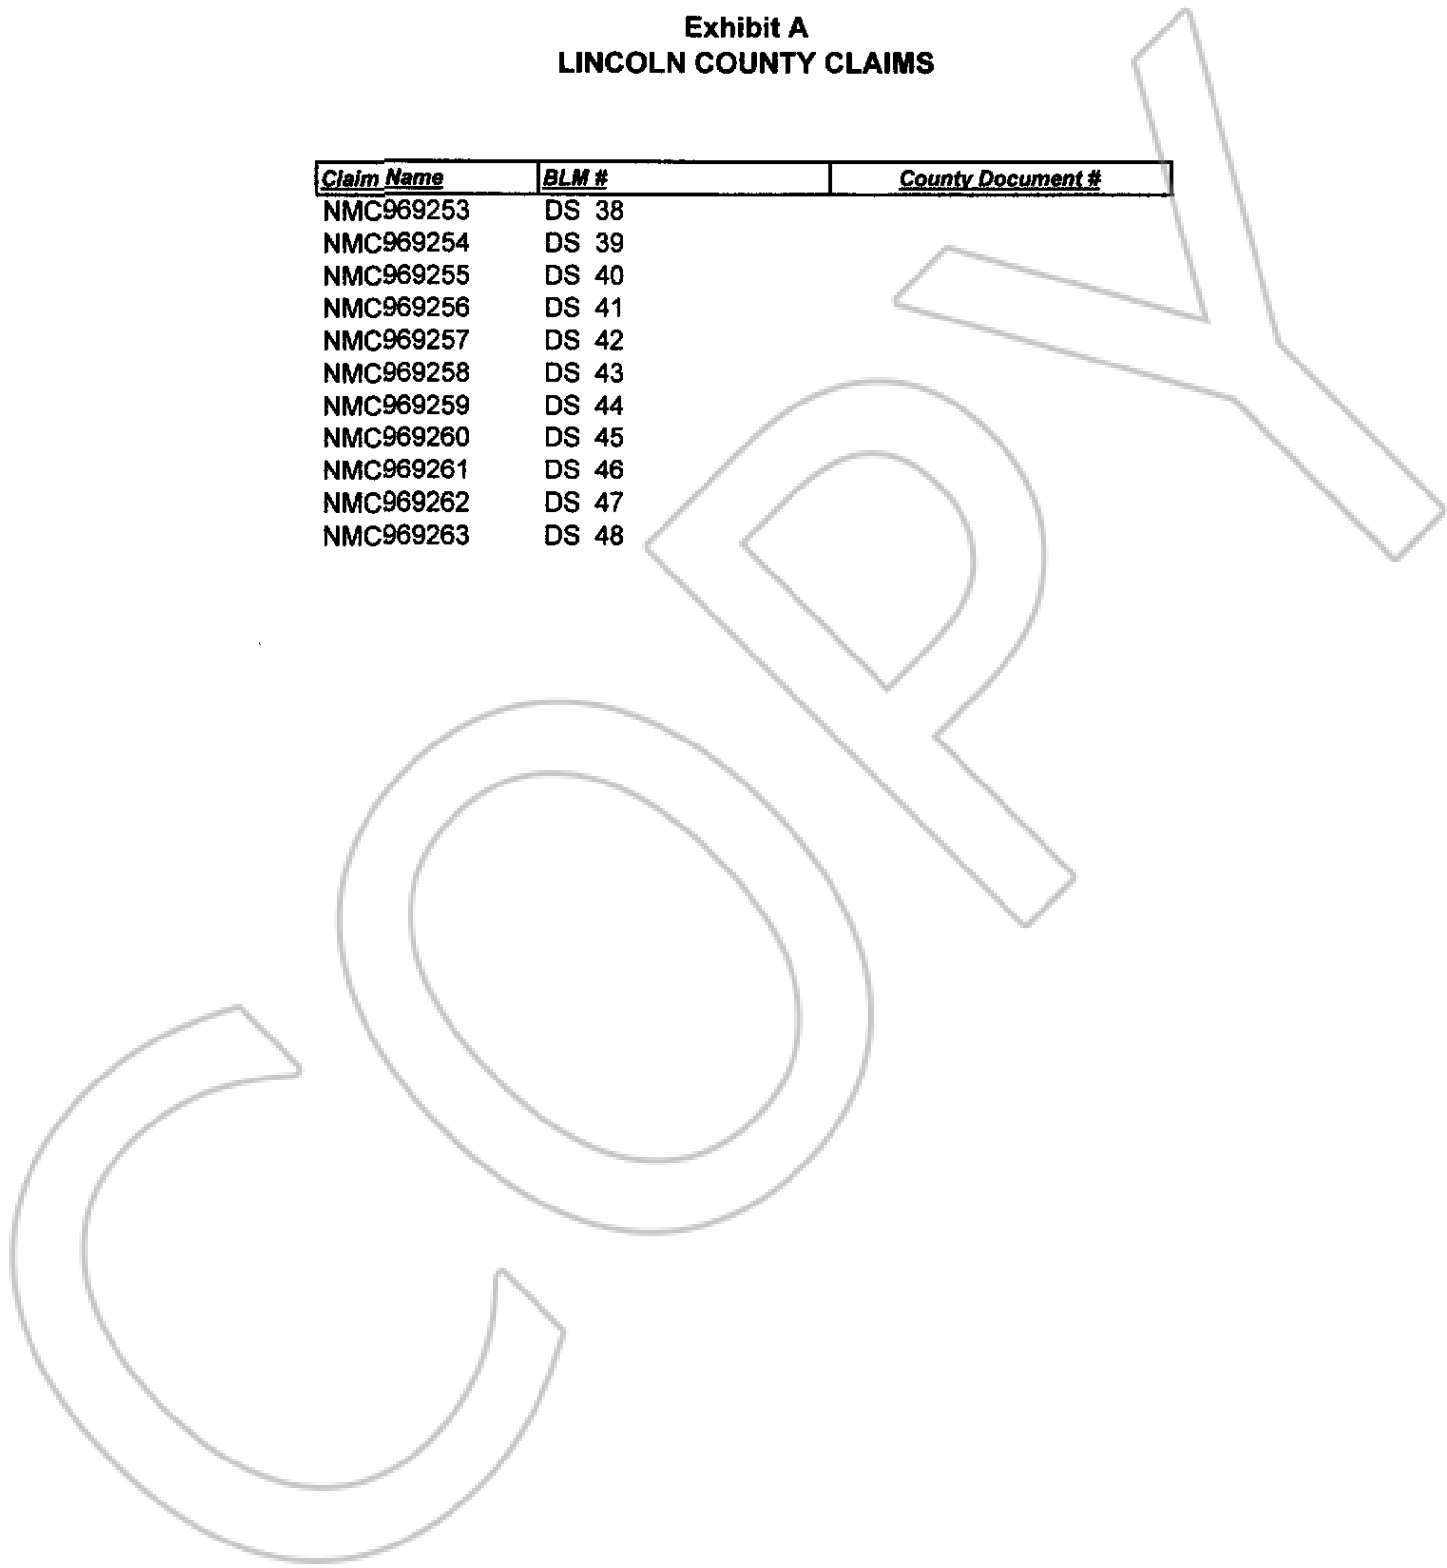 Exhibit A
LINCOLN COUNTY CLAIMS
Claim Name BLM # County Document #
NMC969253 DS 38
NMC969254 DS 39
NMC969255 DS 40
NMC969256 DS 41
NMC969257 DS 42
NMC969258 DS 43
NMC969259 DS 44
NMC969260 DS 45
NMC969261 DS 46
NMC969262 DS 47
NMC969263 DS 48
COPY